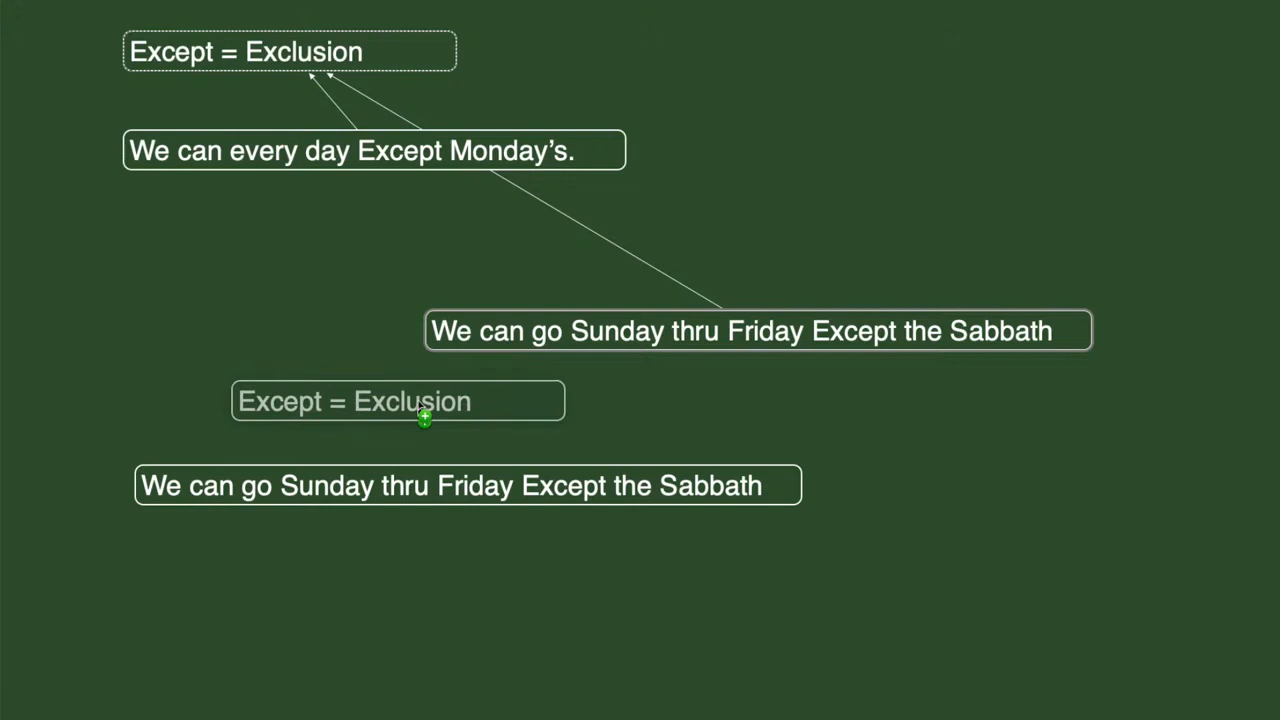 Except = Exclusion
We can every day Except Monday’s.
We can go Sunday thru Friday Except the Sabbath
Except = Exclusion
We can go Sunday thru Friday Except the Sabbath